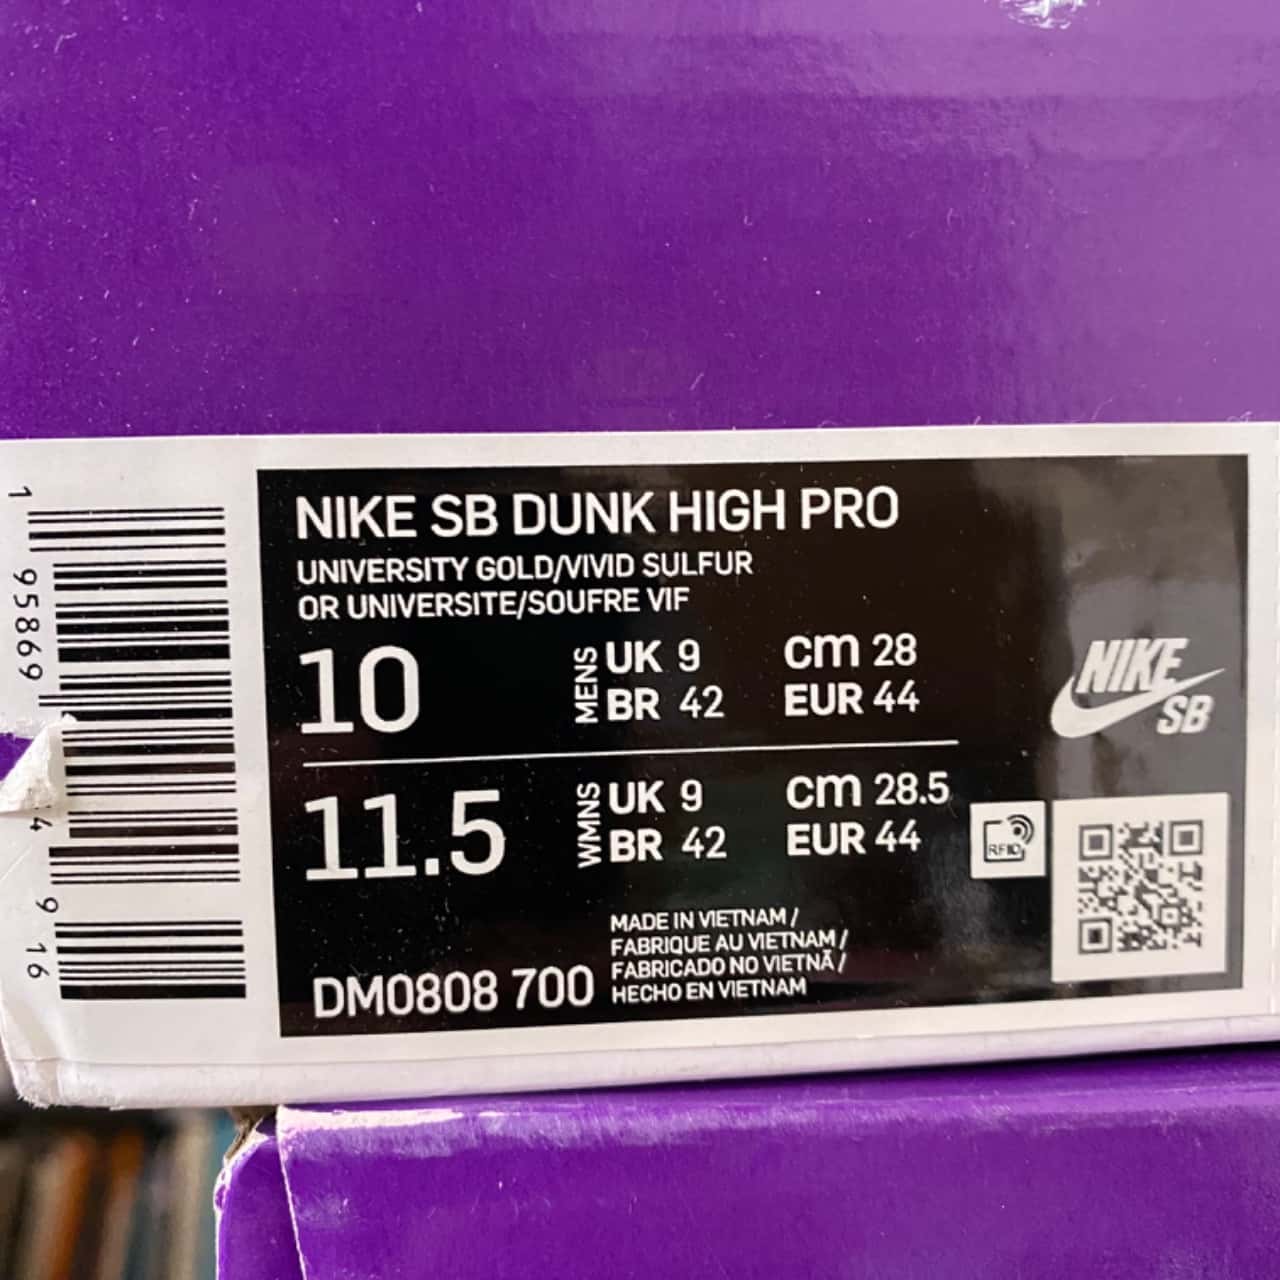 NIKE SB DUNK HIGH PRO
UNIVERSITY GOLD/VIVID SULFUR
OR UNIVERSITE/SOUFRE VIF
10
MENS
UK 9
cm 28
BR 42
EUR 44
11.5
WMNS
UK 9
cm 28.5
BR 42
EUR 44
NIKE
SB
RFID
DM0808 700
MADE IN VIETNAM /
FABRIQUE AU VIETNAM /
FABRICADO NO VIETNÃ /
HECHO EN VIETNAM
1
95869
4
9
16